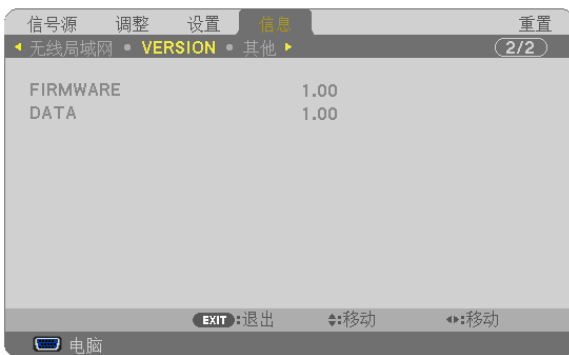 信号源 调整 设置 信息 重置
◀ 无线局域网 • VERSION • 其他 ▶ 2/2
FIRMWARE 1.00
DATA 1.00
EXIT:退出 ◆:移动 ◀▶:移动
电脑